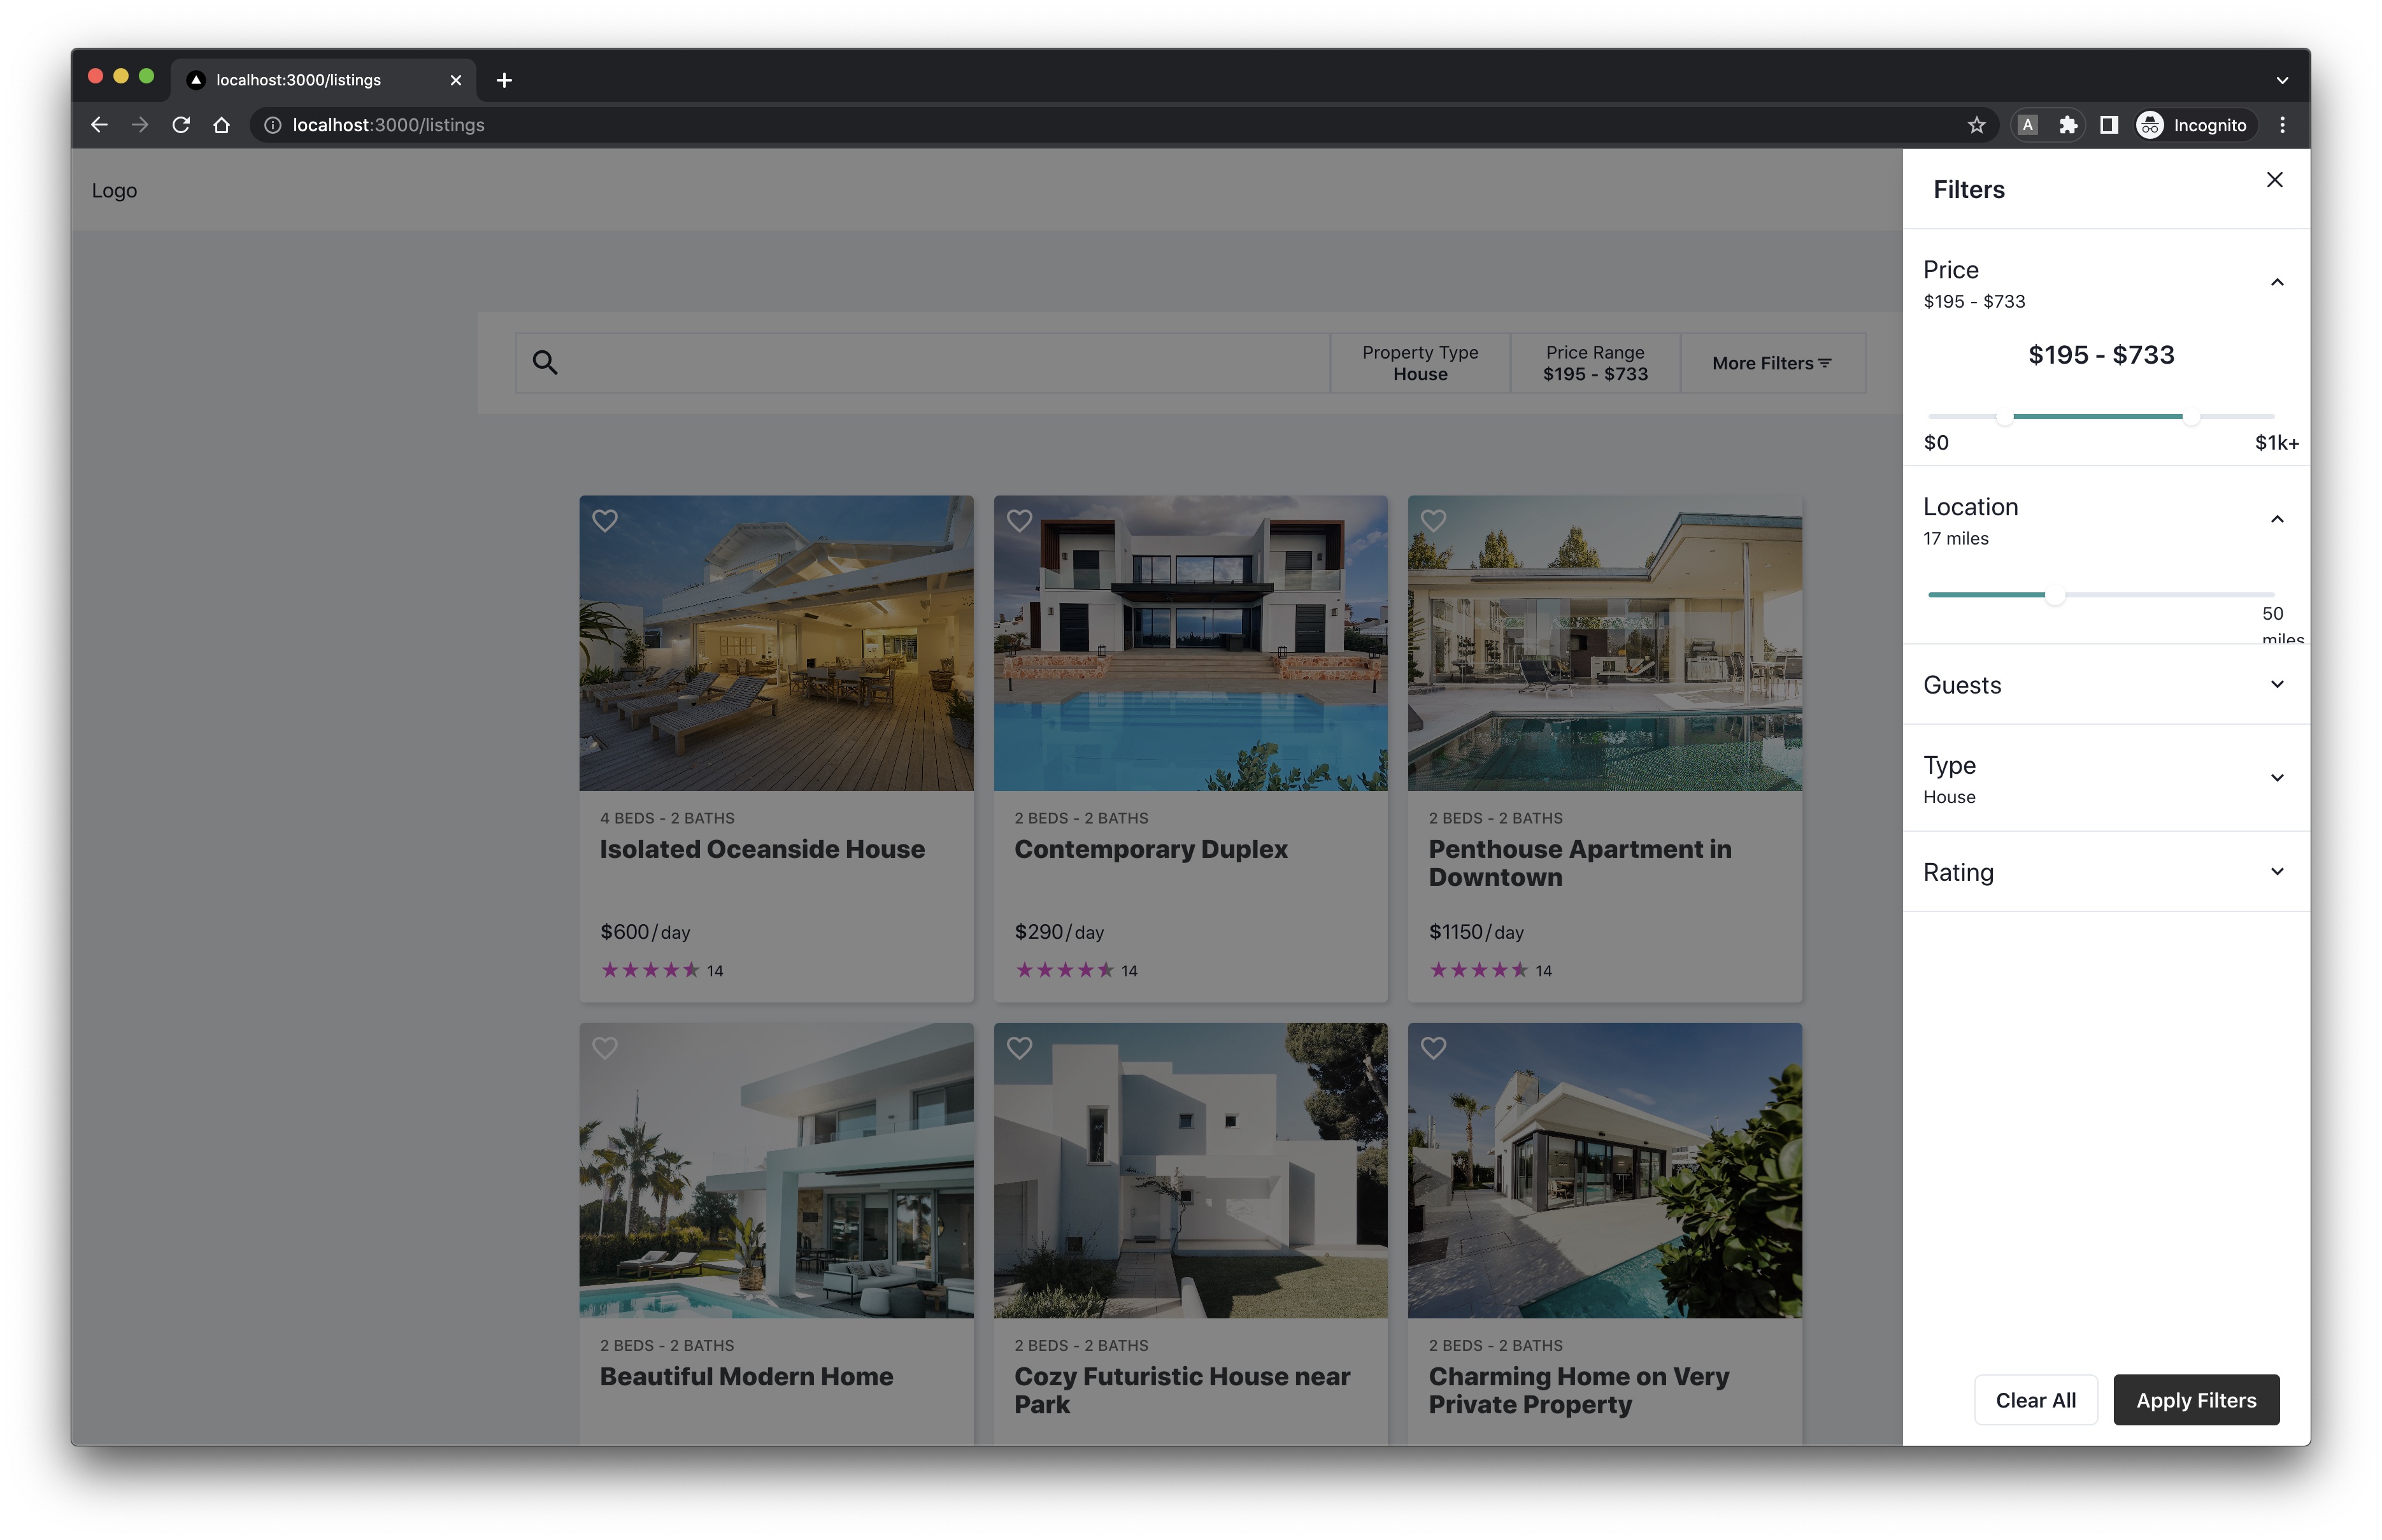 localhost:3000/listings
localhost:3000/listings
A
Incognito
Logo
Property Type
House
Price Range
$195 - $733
More Filters
4 BEDS - 2 BATHS
Isolated Oceanside House
$600/day
14
2 BEDS - 2 BATHS
Contemporary Duplex
$290/day
14
2 BEDS - 2 BATHS
Penthouse Apartment in
Downtown
$1150/day
14
2 BEDS - 2 BATHS
Beautiful Modern Home
2 BEDS - 2 BATHS
Cozy Futuristic House near
Park
2 BEDS - 2 BATHS
Charming Home on Very
Private Property
Filters
Price
$195 - $733
$195 - $733
$0
$1k+
Location
17 miles
50
miles
Guests
Type
House
Rating
Clear All
Apply Filters